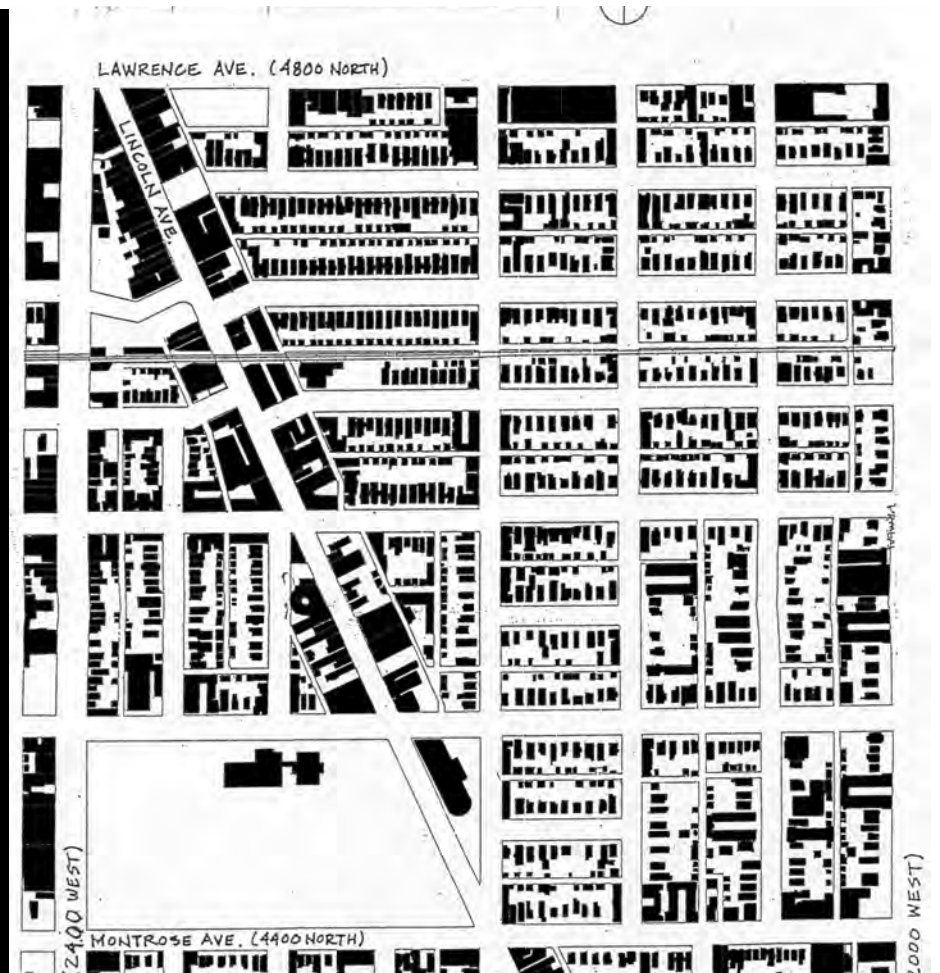 LAWRENCE AVE. (4800 NORTH)
LINCOLN AVE.
(2400 WEST)
MONTROSE AVE. (4400 NORTH)
2000 WEST)